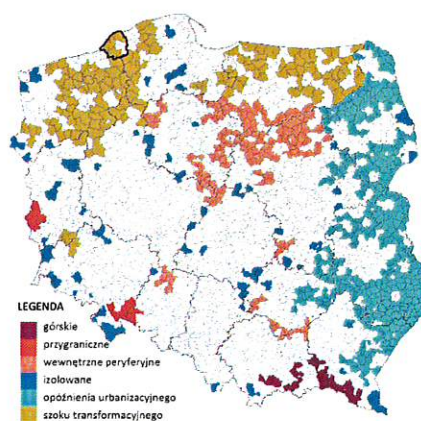 LEGENDA
górskie
przygraniczne
wewnętrzne peryferyjne
izolowane
opóźnienia urbanizacyjnego
szoku transformacyjnego